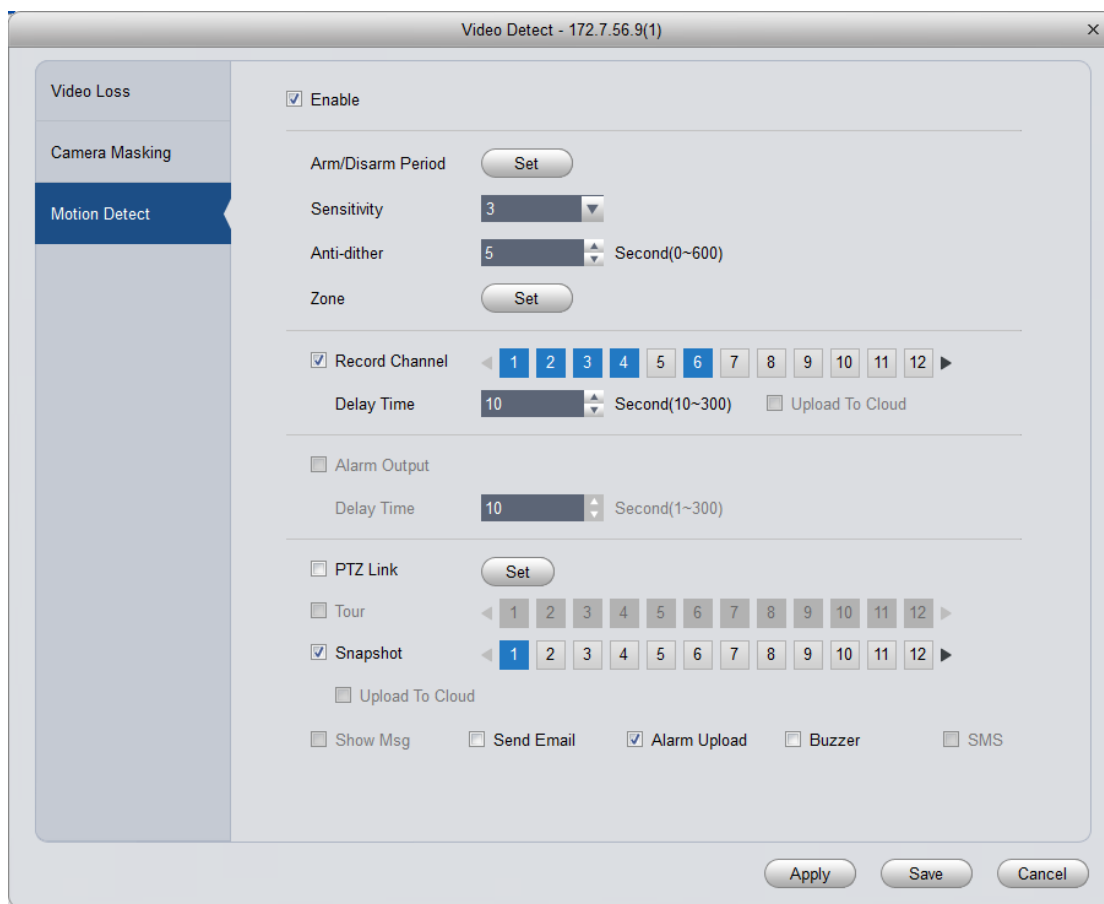 Video Detect - 172.7.56.9(1)
Video Loss
Camera Masking
Motion Detect
Enable
Arm/Disarm Period Set
Sensitivity 3
Anti-dither 5 Second(0~600)
Zone Set
Record Channel 1 2 3 4 5 6 7 8 9 10 11 12
Delay Time 10 Second(10~300) Upload To Cloud
Alarm Output
Delay Time 10 Second(1~300)
PTZ Link Set
Tour 1 2 3 4 5 6 7 8 9 10 11 12
Snapshot 1 2 3 4 5 6 7 8 9 10 11 12
Upload To Cloud
Show Msg Send Email Alarm Upload Buzzer SMS
Apply Save Cancel